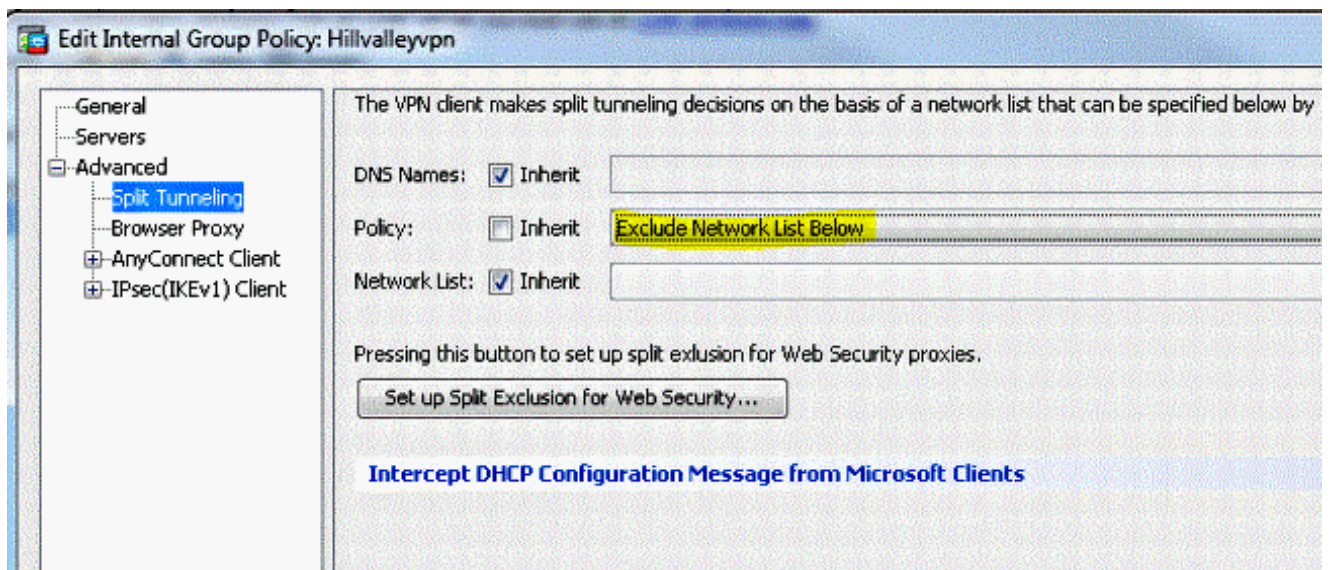 Edit Internal Group Policy: Hillvalleyvpn
General
Servers
Advanced
Split Tunneling
Browser Proxy
AnyConnect Client
IPsec(IKEv1) Client
The VPN client makes split tunneling decisions on the basis of a network list that can be specified below by
DNS Names: Inherit
Policy: Inherit Exclude Network List Below
Network List: Inherit
Pressing this button to set up split exlusion for Web Security proxies.
Set up Split Exclusion for Web Security...
Intercept DHCP Configuration Message from Microsoft Clients